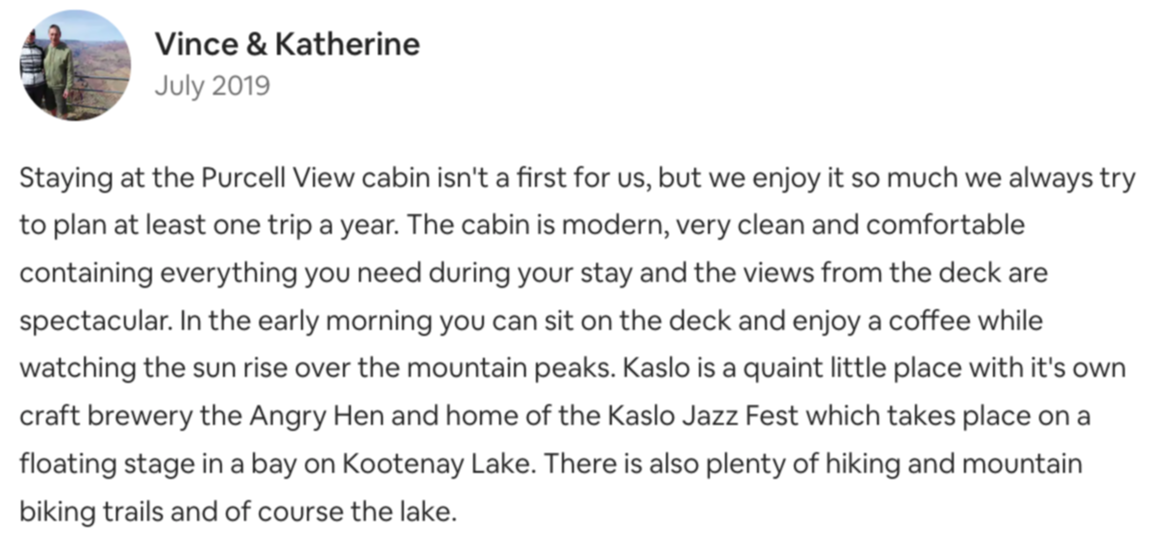 Vince & Katherine
July 2019
Staying at the Purcell View cabin isn't a first for us, but we enjoy it so much we always try
to plan at least one trip a year. The cabin is modern, very clean and comfortable
containing everything you need during your stay and the views from the deck are
spectacular. In the early morning you can sit on the deck and enjoy a coffee while
watching the sun rise over the mountain peaks. Kaslo is a quaint little place with it's own
craft brewery the Angry Hen and home of the Kaslo Jazz Fest which takes place on a
floating stage in a bay on Kootenay Lake. There is also plenty of hiking and mountain
biking trails and of course the lake.